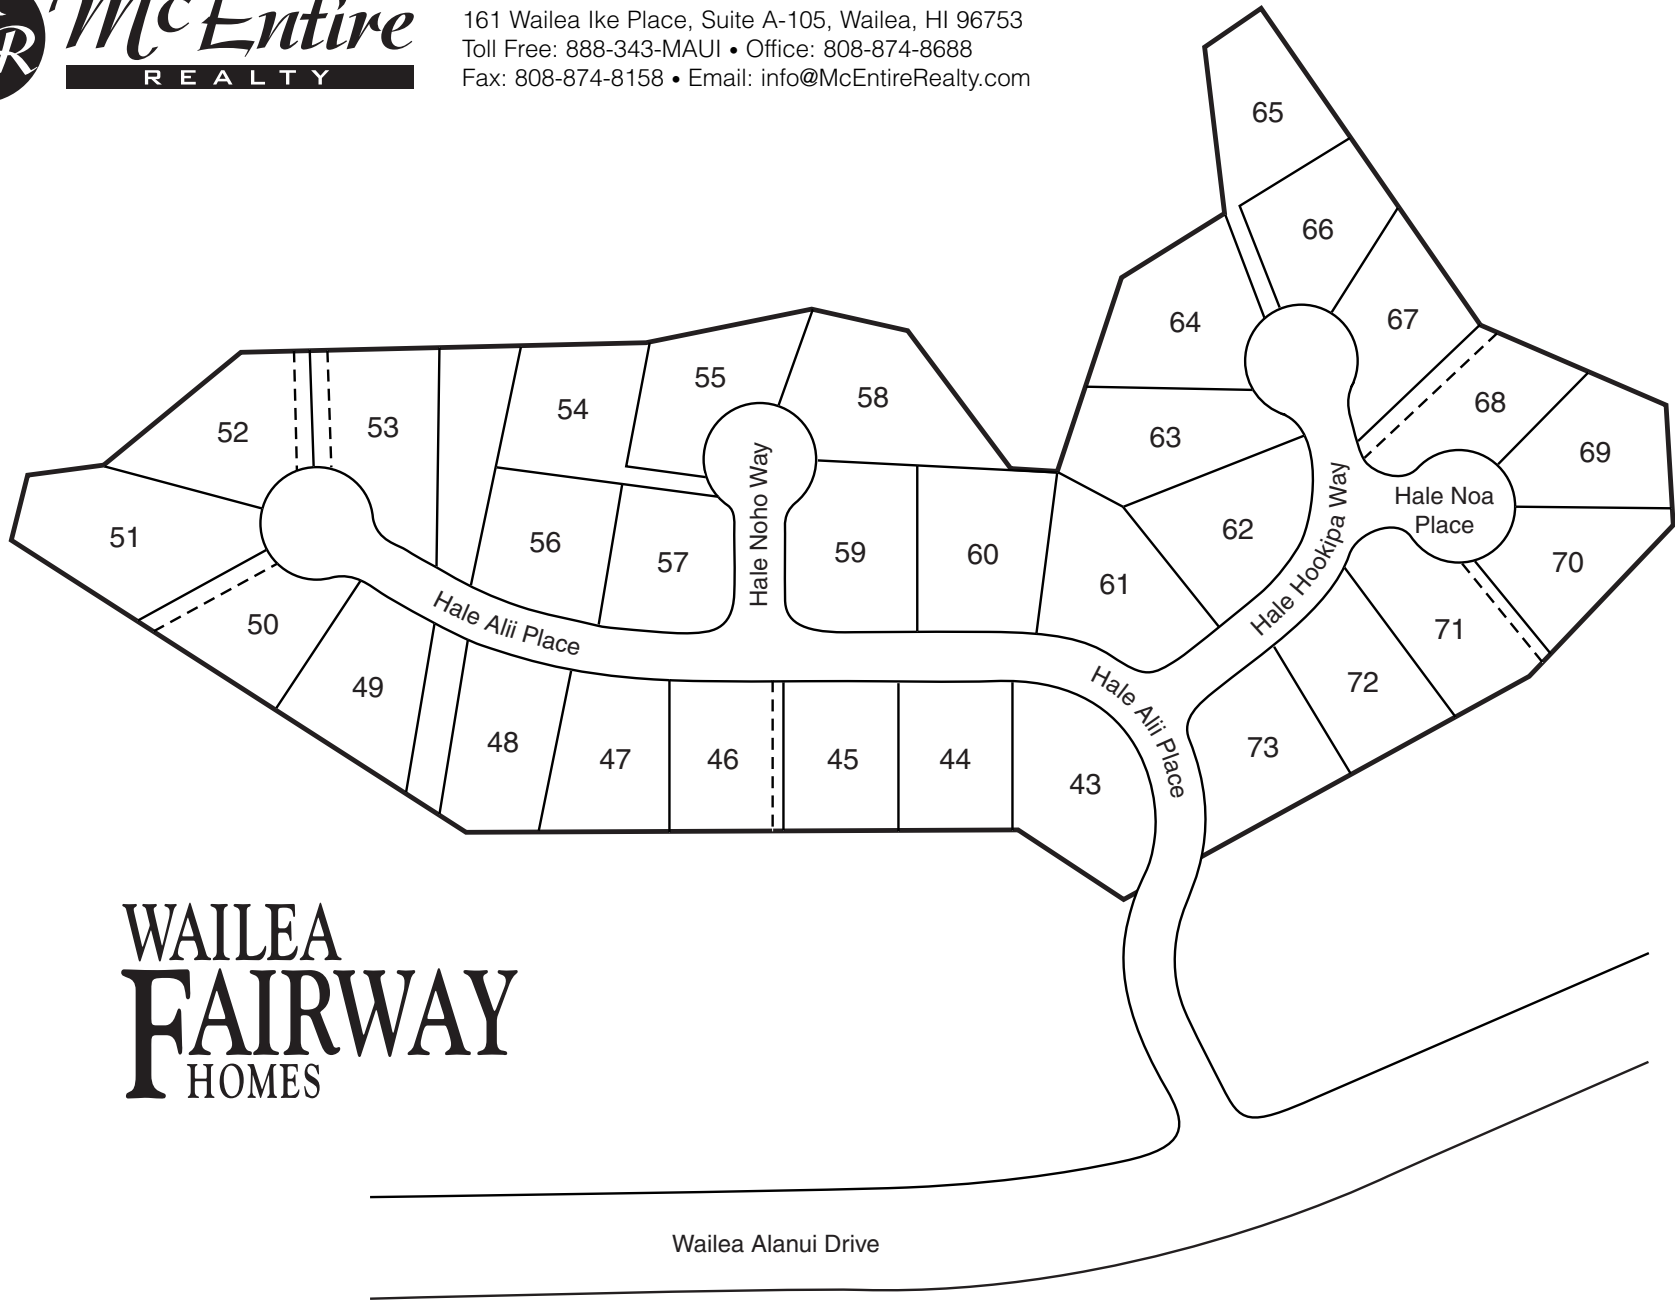 R
McEntire
REALTY
161 Wailea Ike Place, Suite A-105, Wailea, HI 96753
Toll Free: 888-343-MAUI • Office: 808-874-8688
Fax: 808-874-8158 • Email: info@McEntireRealty.com
65
66
64
67
55
58
68
54
52
53
63
69
Hale Noho Way
Hale Noa
Place
51
62
56
59
60
57
70
61
Hale Hookipa Way
50
Hale Alii Place
71
49
72
Hale Alii Place
48
73
47
46
45
44
43
WAILEA
FAIRWAY
HOMES
Wailea Alanui Drive